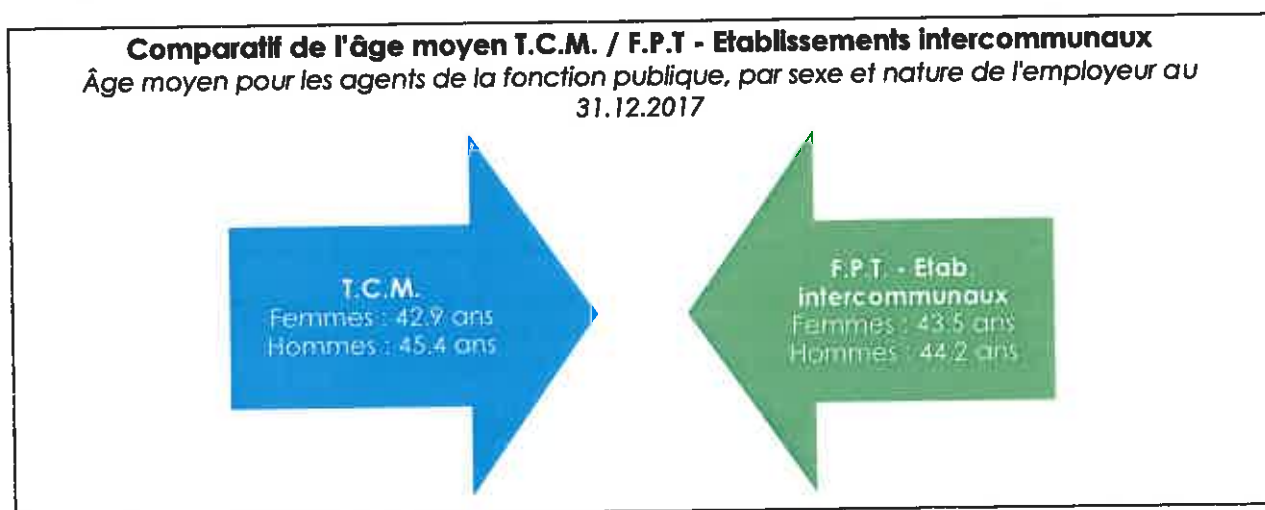 Comparatif de l'âge moyen T.C.M. / F.P.T - Etablissements intercommunaux
Âge moyen pour les agents de la fonction publique, par sexe et nature de l'employeur au
31.12.2017
T.C.M.
Femmes : 42.9 ans
Hommes : 45.4 ans
F.P.T. - Etab
intercommunaux
Femmes : 43.5 ans
Hommes : 44.2 ans